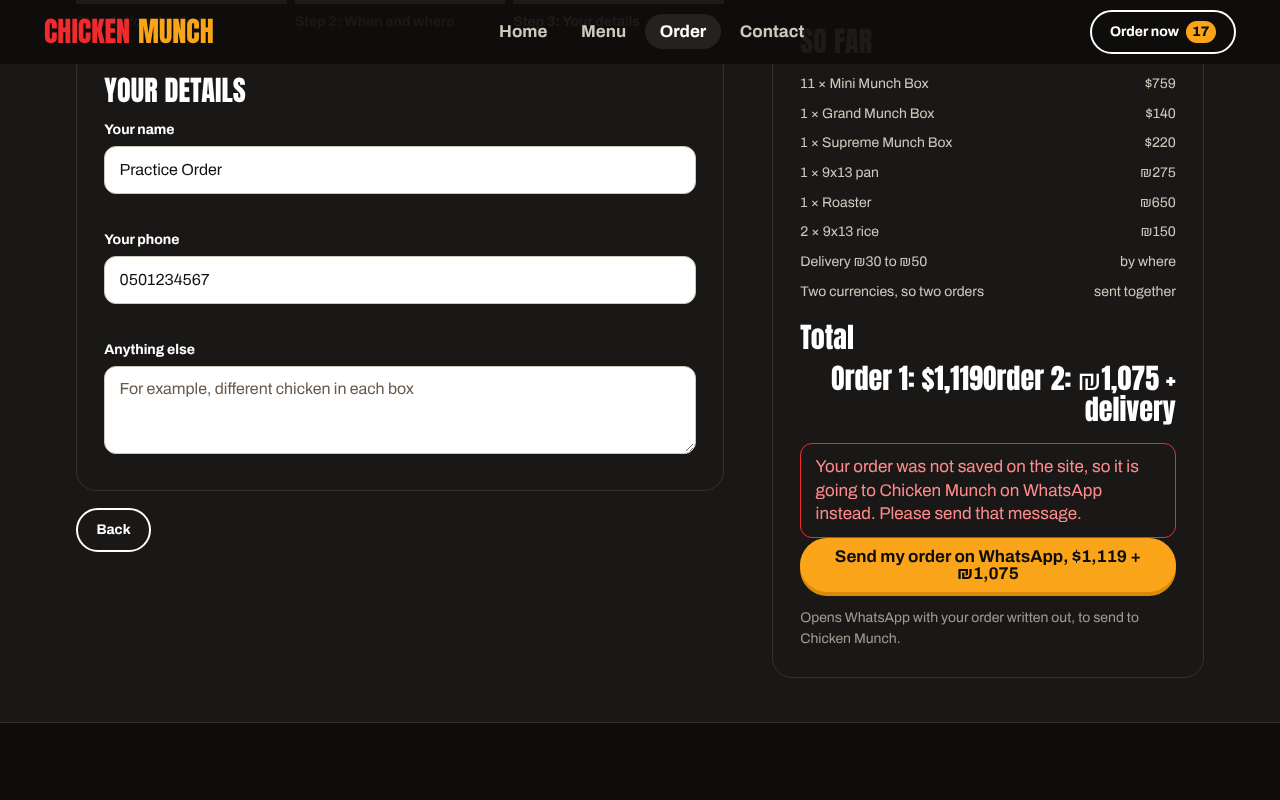 CHICKEN MUNCH
Home
Menu
Order
Contact
Order now 17
Step 2: When and where
Step 3: Your details
SO FAR
YOUR DETAILS
Your name
Practice Order
Your phone
0501234567
Anything else
For example, different chicken in each box
Back
11 × Mini Munch Box $759
1 × Grand Munch Box $140
1 × Supreme Munch Box $220
1 × 9x13 pan ₪275
1 × Roaster ₪650
2 × 9x13 rice ₪150
Delivery ₪30 to ₪50 by where
Two currencies, so two orders sent together
Total
Order 1: $1,119Order 2: ₪1,075 +
delivery
Your order was not saved on the site, so it is
going to Chicken Munch on WhatsApp
instead. Please send that message.
Send my order on WhatsApp, $1,119 +
₪1,075
Opens WhatsApp with your order written out, to send to
Chicken Munch.